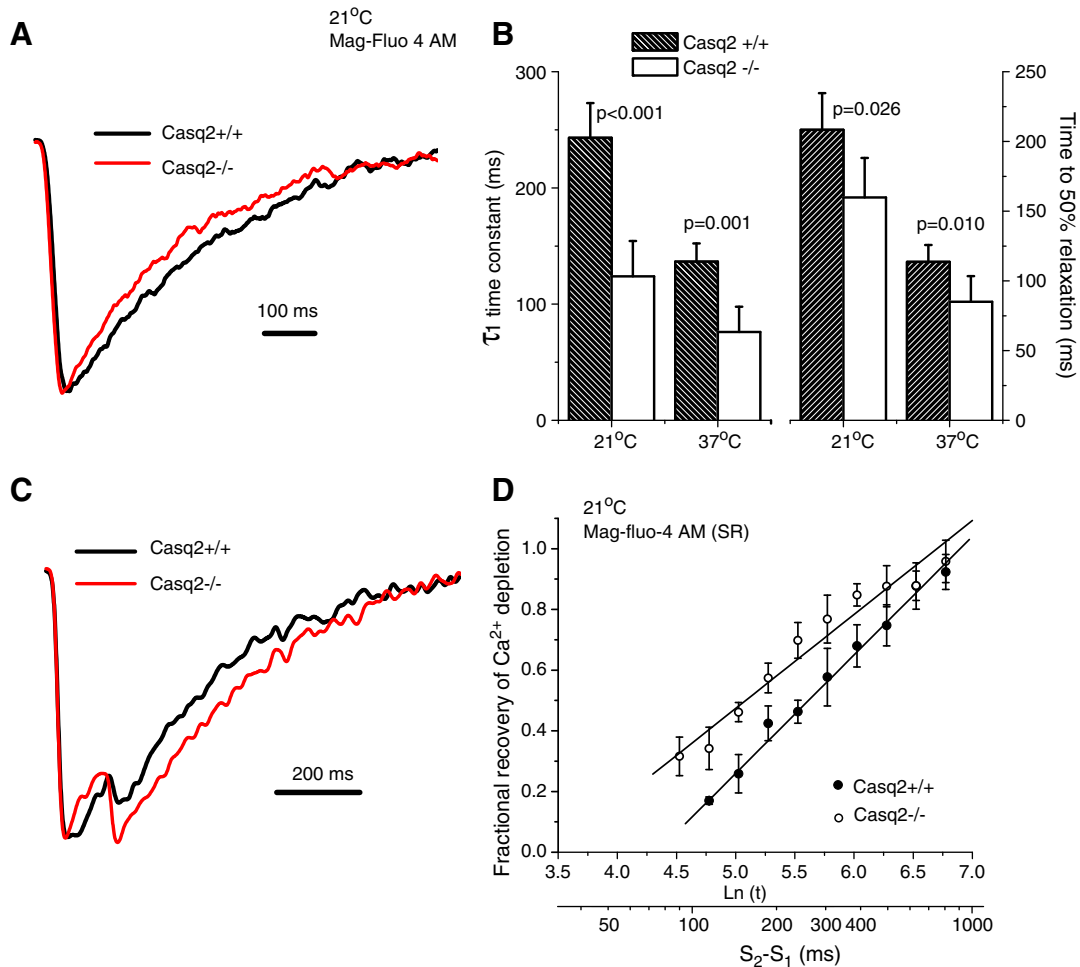 A
21°C
Mag-Fluo 4 AM
Casq2+/+
Casq2-/-
100 ms
B
Casq2 +/+
Casq2 -/-
300
200
100
0
τ1 time constant (ms)
p<0.001
p=0.001
p=0.026
p=0.010
21°C
37°C
21°C
37°C
250
200
150
100
50
0
Time to 50% relaxation (ms)
C
Casq2+/+
Casq2-/-
200 ms
D
21°C
Mag-fluo-4 AM (SR)
Fractional recovery of Ca2+ depletion
1.0
0.8
0.6
0.4
0.2
0.0
Casq2+/+
Casq2-/-
3.5 4.0 4.5 5.0 5.5 6.0 6.5 7.0
Ln (t)
50 100 200 300 400 1000
S2-S1 (ms)